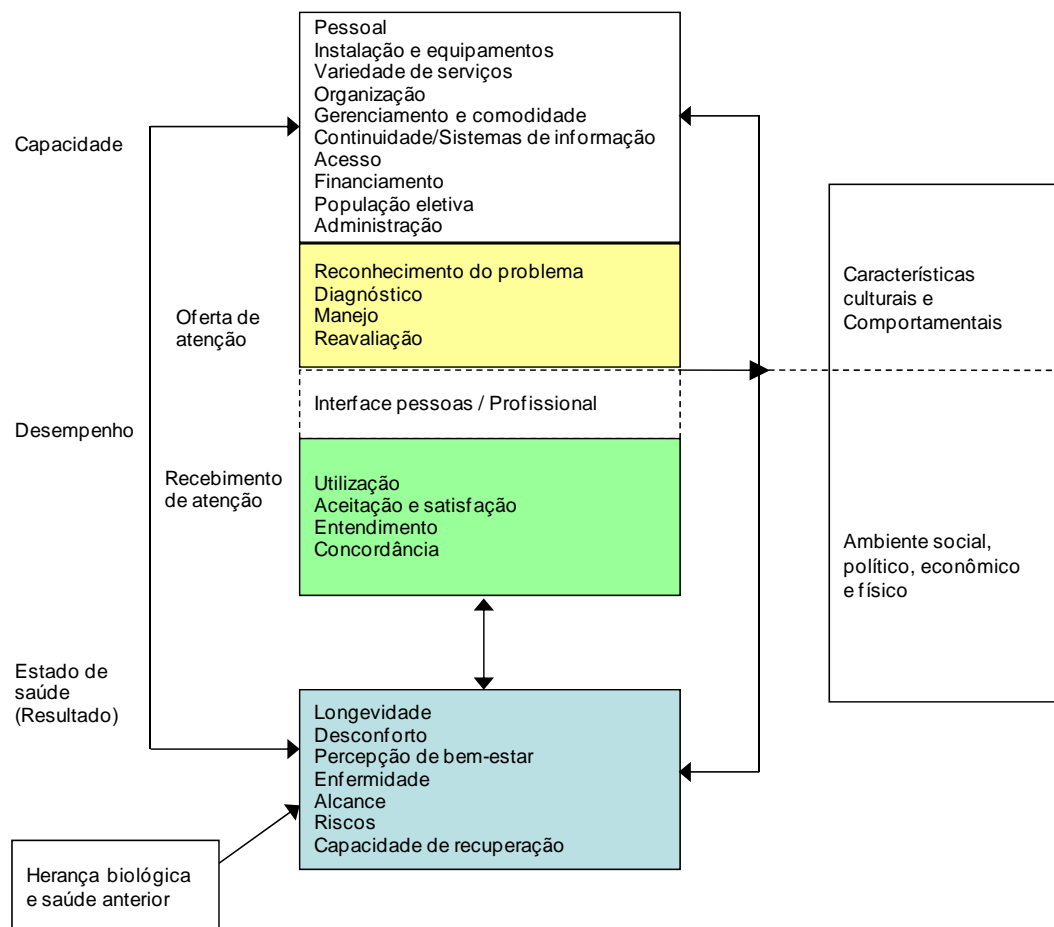 Pessoal
Instalação e equipamentos
Variedade de serviços
Organização
Gerenciamento e comodidade
Continuidade/Sistemas de informação
Acesso
Financiamento
População eletiva
Administração
Capacidade
Reconhecimento do problema
Diagnóstico
Manejo
Reavaliação
Oferta de
atenção
Características
culturais e
Comportamentais
Interface pessoas / Profissional
Desempenho
Recebimento
de atenção
Utilização
Aceitação e satisfação
Entendimento
Concordância
Ambiente social,
político, econômico
e físico
Estado de
saúde
(Resultado)
Longevidade
Desconforto
Percepção de bem-estar
Enfermidade
Alcance
Riscos
Capacidade de recuperação
Herança biológica
e saúde anterior